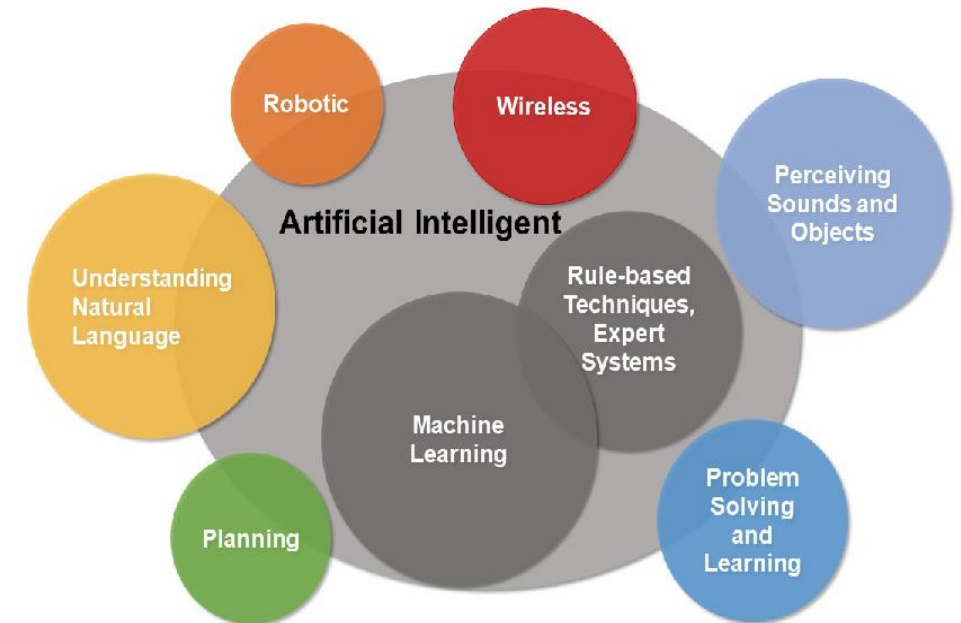 Robotic
Wireless
Perceiving
Sounds and
Objects
Artificial Intelligent
Understanding
Natural
Language
Rule-based
Techniques,
Expert
Systems
Machine
Learning
Problem
Solving
and
Learning
Planning